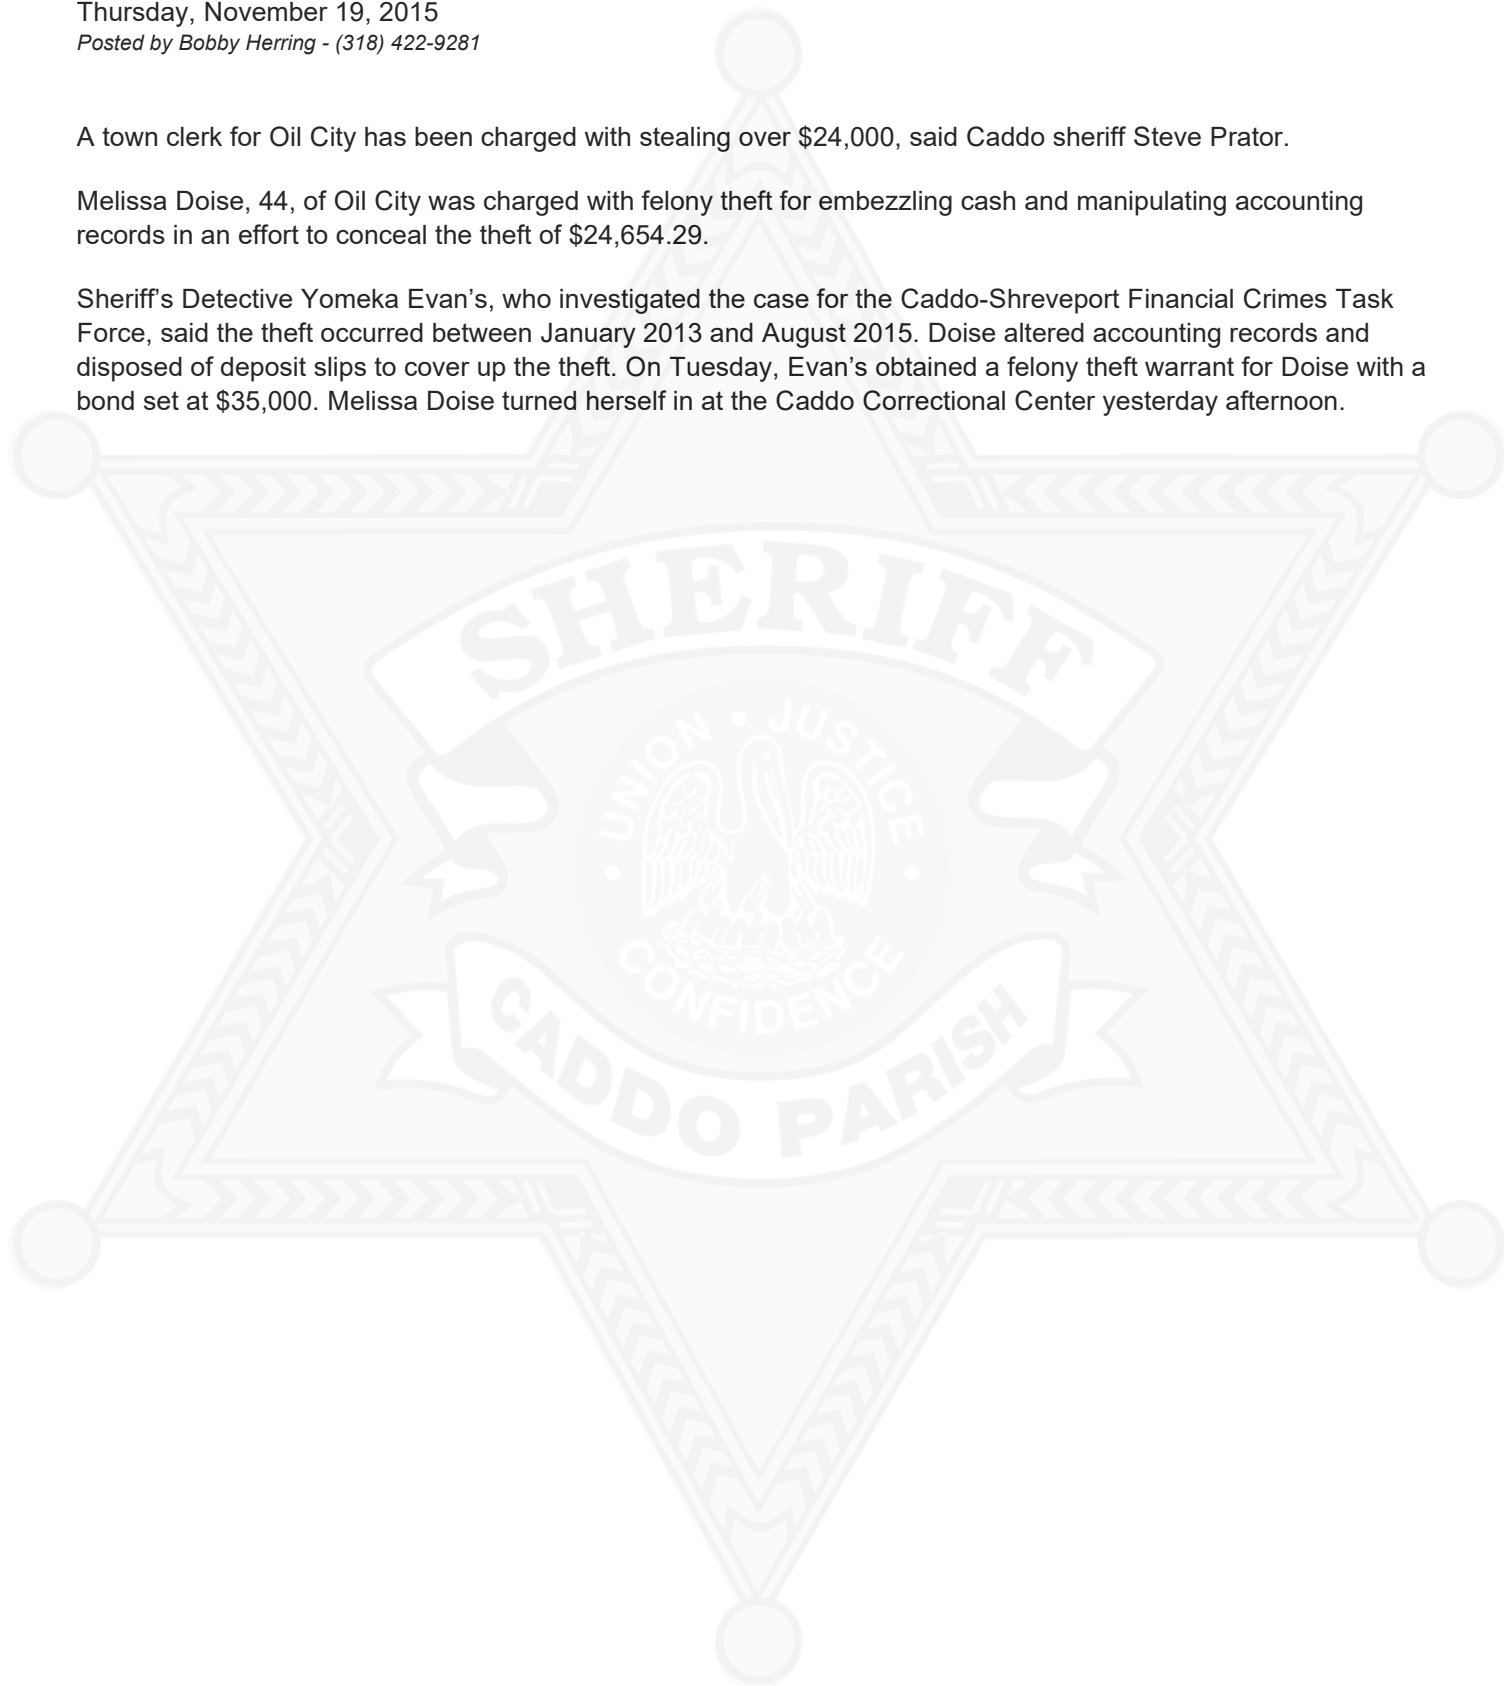 Thursday, November 19, 2015
Posted by Bobby Herring - (318) 422-9281
A town clerk for Oil City has been charged with stealing over $24,000, said Caddo sheriff Steve Prator.
Melissa Doise, 44, of Oil City was charged with felony theft for embezzling cash and manipulating accounting
records in an effort to conceal the theft of $24,654.29.
Sheriff’s Detective Yomeka Evan’s, who investigated the case for the Caddo-Shreveport Financial Crimes Task
Force, said the theft occurred between January 2013 and August 2015. Doise altered accounting records and
disposed of deposit slips to cover up the theft. On Tuesday, Evan’s obtained a felony theft warrant for Doise with a
bond set at $35,000. Melissa Doise turned herself in at the Caddo Correctional Center yesterday afternoon.
SHERIFF
UNION • JUSTICE
• CONFIDENCE •
CADDO PARISH